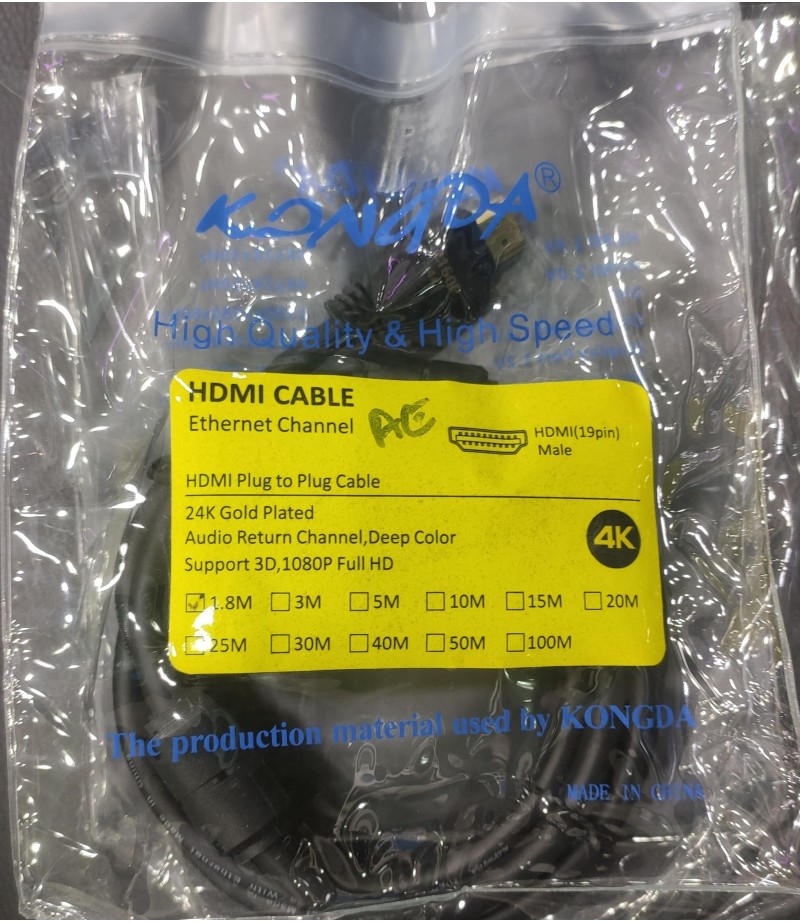 KONGDA®
High Quality & High Speed
HDMI CABLE
Ethernet Channel
AC
HDMI(19pin)
Male
HDMI Plug to Plug Cable
24K Gold Plated
Audio Return Channel,Deep Color
4K
Support 3D,1080P Full HD
1.8M 3M 5M 10M 15M 20M
25M 30M 40M 50M 100M
The production material used by KONGDA
MADE IN CHINA
With Ethernet